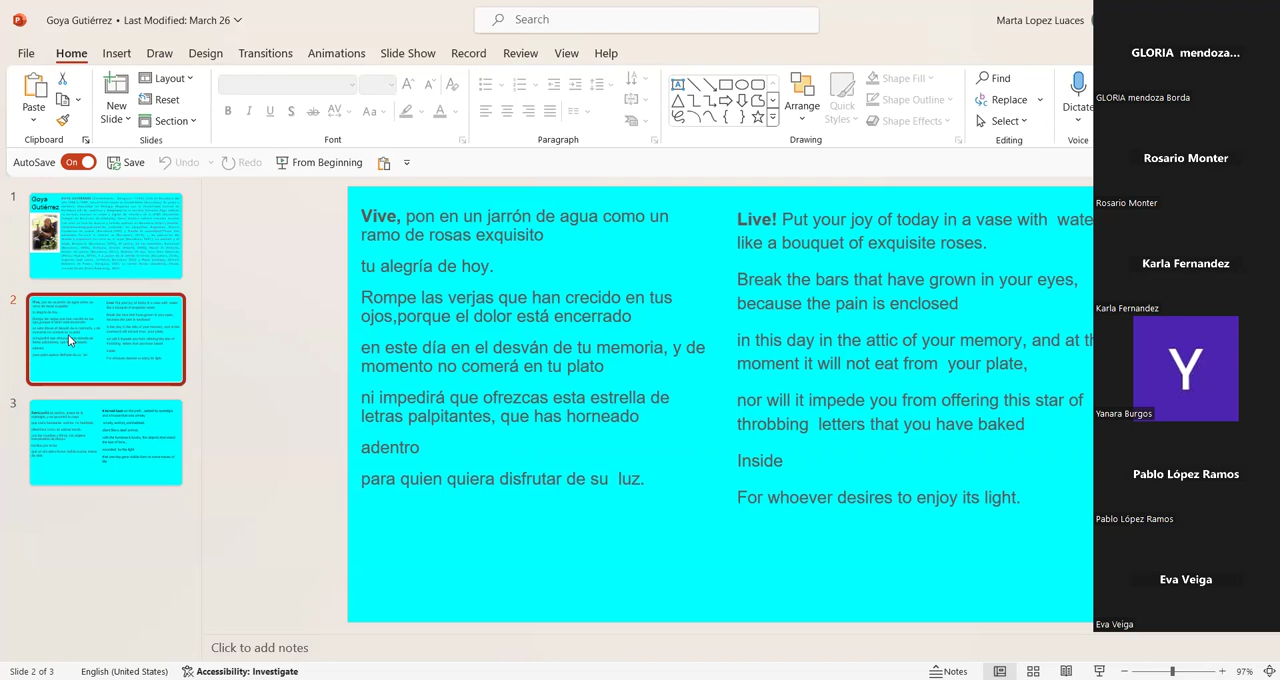 Goya Gutiérrez • Last Modified: March 26
Search
Marta Lopez Luaces
File Home Insert Draw Design Transitions Animations Slide Show Record Review View Help
Paste
New Slide
Layout
Reset
Section
Arrange
Quick Styles
Shape Fill
Shape Outline
Shape Effects
Find
Replace
Select
Dictate
Clipboard Slides Font Paragraph Drawing Editing Voice
AutoSave On Save Undo Redo From Beginning
1
Goya
Gutiérrez
2
3
Vive, pon en un jarrón de agua como un
ramo de rosas exquisito
tu alegría de hoy.
Rompe las verjas que han crecido en tus
ojos,porque el dolor está encerrado
en este día en el desván de tu memoria, y de
momento no comerá en tu plato
ni impedirá que ofrezcas esta estrella de
letras palpitantes, que has horneado
adentro
para quien quiera disfrutar de su luz.
Live! Put your joy of today in a vase with wate
like a bouquet of exquisite roses.
Break the bars that have grown in your eyes,
because the pain is enclosed
in this day in the attic of your memory, and at th
moment it will not eat from your plate,
nor will it impede you from offering this star of
throbbing letters that you have baked
Inside
For whoever desires to enjoy its light.
GLORIA mendoza...
GLORIA mendoza Borda
Rosario Monter
Rosario Monter
Karla Fernandez
Karla Fernandez
Y
Yanara Burgos
Pablo López Ramos
Pablo López Ramos
Eva Veiga
Eva Veiga
Click to add notes
Slide 2 of 3 English (United States) Accessibility: Investigate Notes 97%